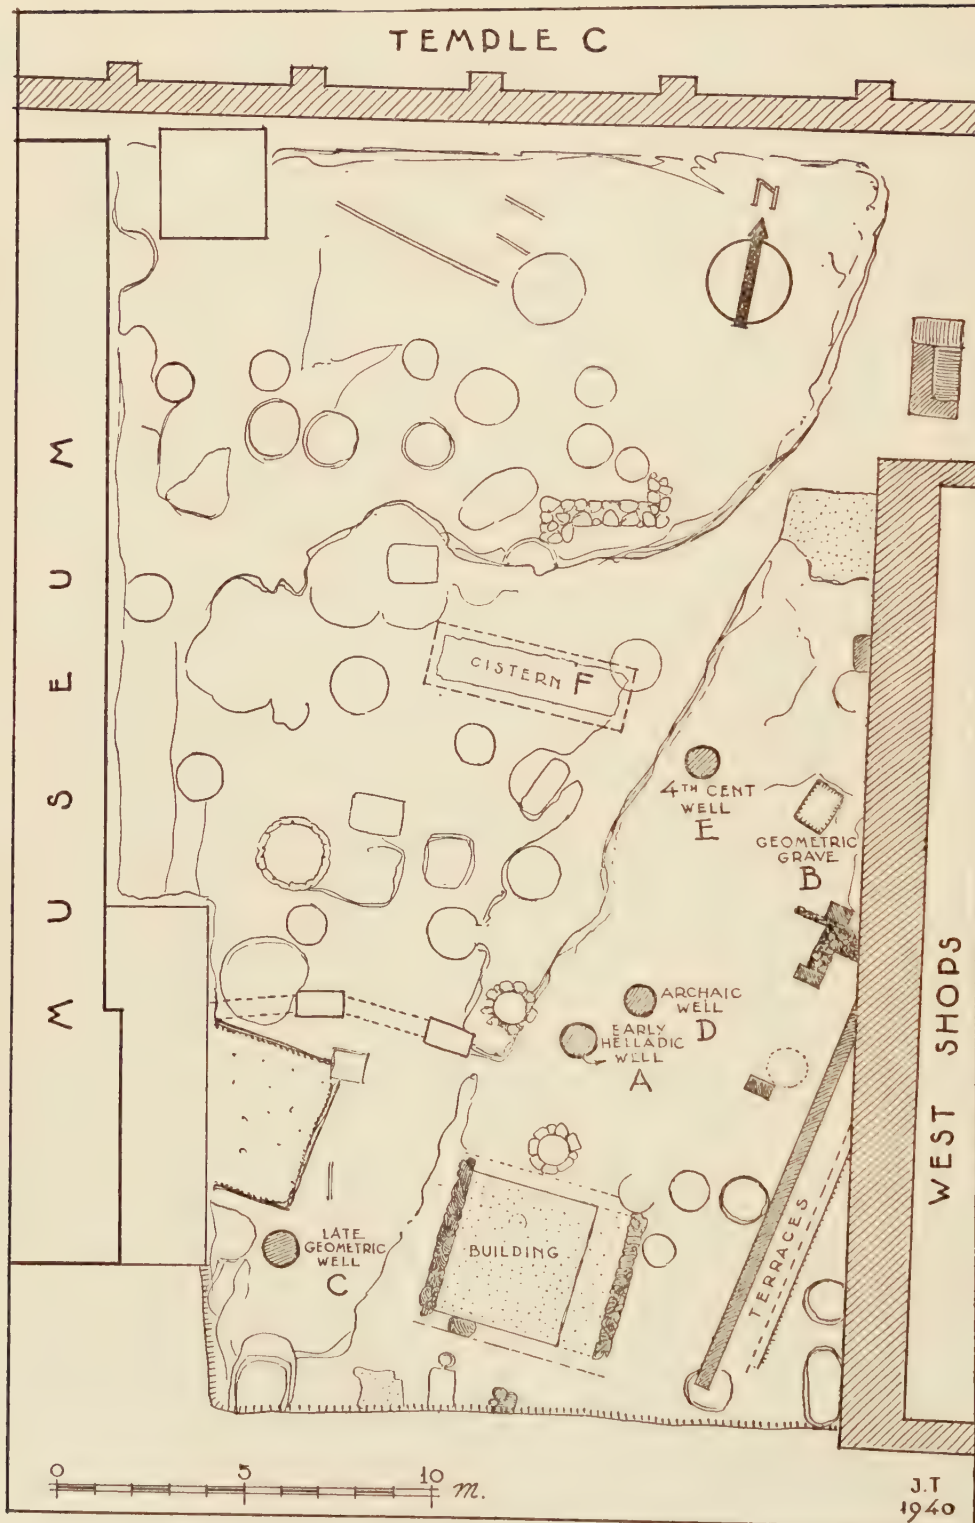 TEMPLE C
N
MUSEUM
CISTERN F
4TH CENT
WELL
E
GEOMETRIC
GRAVE
B
ARCHAIC
WELL
D
EARLY
HELLADIC
WELL
A
WEST SHOPS
LATE
GEOMETRIC
WELL
C
BUILDING
TERRACES
0 5 10 m.
J.T
1940